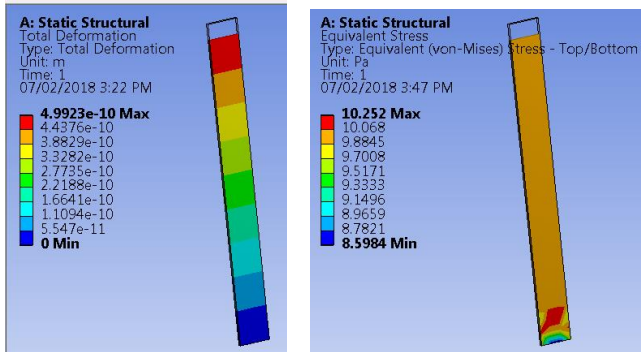 A: Static Structural
Total Deformation
Type: Total Deformation
Unit: m
Time: 1
07/02/2018 3:22 PM
4.9923e-10 Max
4.4376e-10
3.8829e-10
3.3282e-10
2.7735e-10
2.2188e-10
1.6641e-10
1.1094e-10
5.547e-11
0 Min
A: Static Structural
Equivalent Stress
Type: Equivalent (von-Mises) Stress - Top/Bottom
Unit: Pa
Time: 1
07/02/2018 3:47 PM
10.252 Max
10.068
9.8845
9.7008
9.5171
9.3333
9.1496
8.9659
8.7821
8.5984 Min